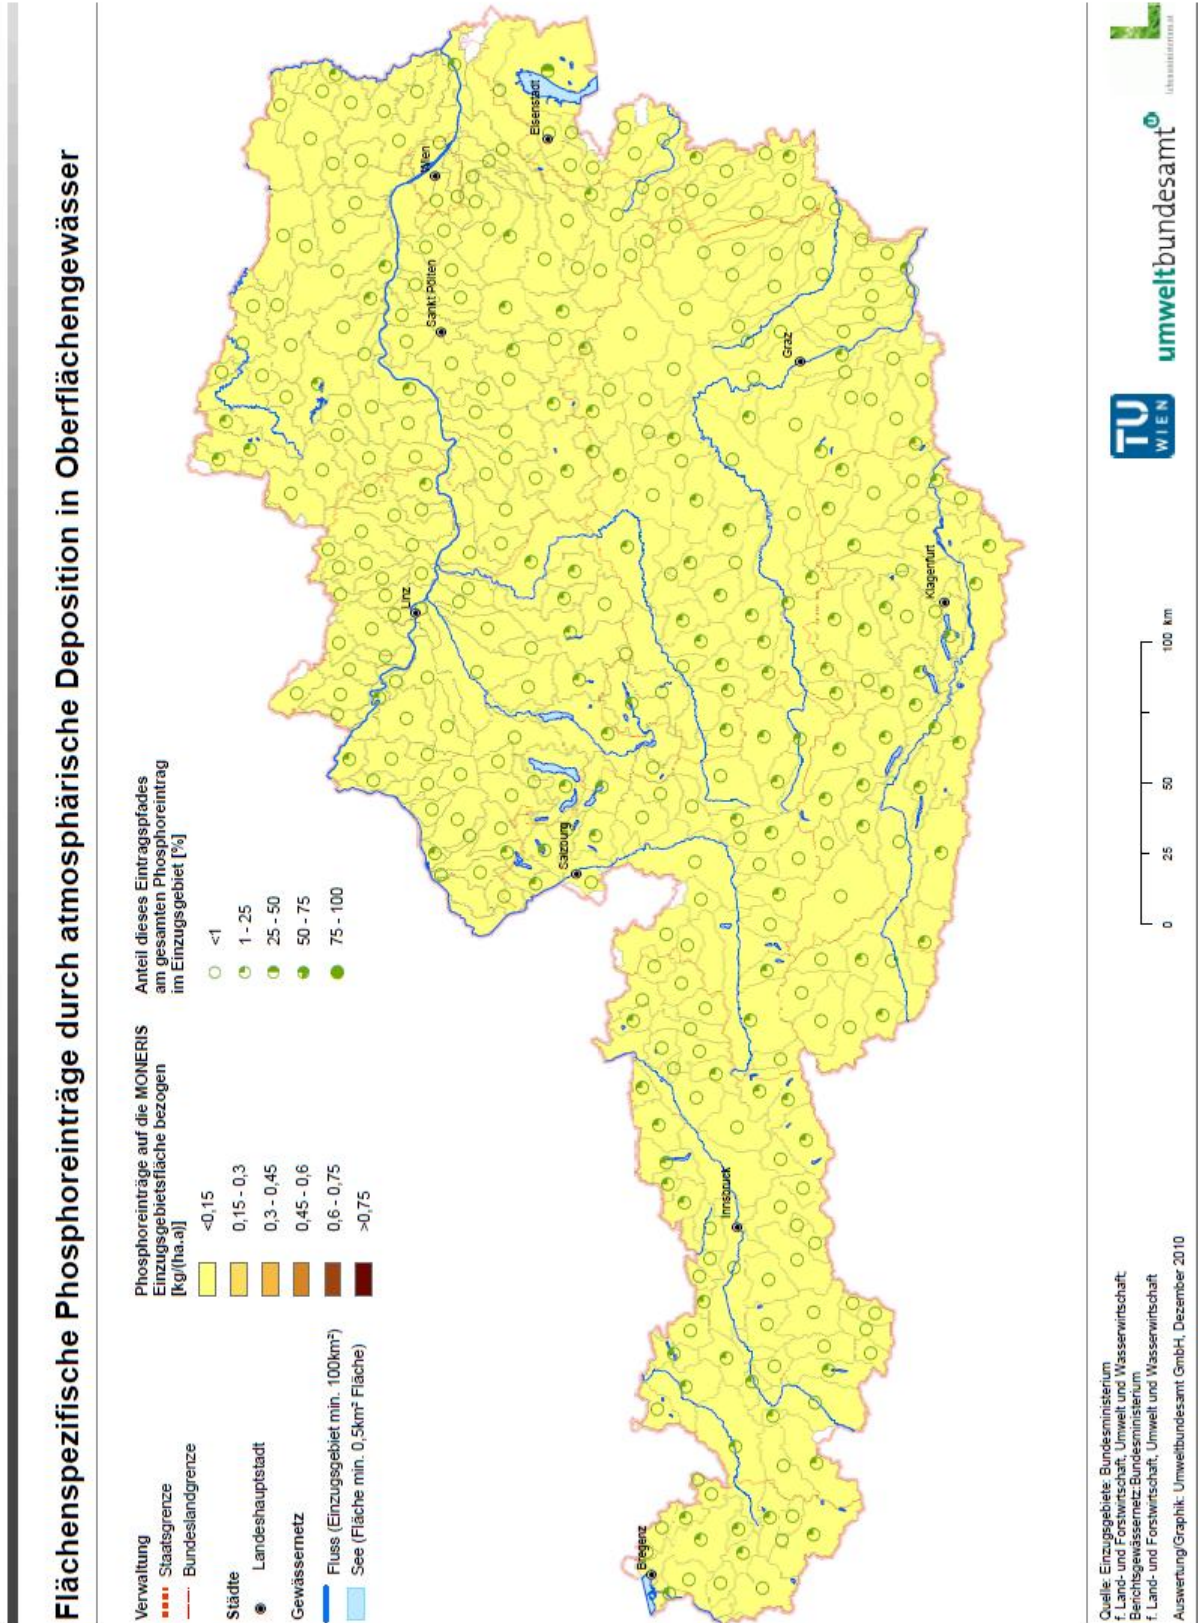 Flächenspezifische Phosphoreinträge durch atmosphärische Deposition in Oberflächengewässer
Verwaltung
Staatsgrenze
Bundeslandgrenze
Städte
Landeshauptstadt
Gewässernetz
Fluss (Einzugsgebiet min. 100km²)
See (Fläche min. 0,5km² Fläche)
Phosphoreinträge auf die MONERIS
Einzugsgebietsfläche bezogen
[kg/(ha.a)]
<0,15
0,15 - 0,3
0,3 - 0,45
0,45 - 0,6
0,6 - 0,75
>0,75
Anteil dieses Eintragspfades
am gesamten Phosphoreintrag
im Einzugsgebiet [%]
<1
1 - 25
25 - 50
50 - 75
75 - 100
Bregenz
Innsbruck
Salzburg
Linz
Sankt Pölten
Wien
Eisenstadt
Graz
Klagenfurt
0 25 50 100 km
Quelle: Einzugsgebiete: Bundesministerium
f. Land- und Forstwirtschaft, Umwelt und Wasserwirtschaft;
Berichtsgewässernetz:Bundesministerium
f. Land- und Forstwirtschaft, Umwelt und Wasserwirtschaft
Auswertung/Graphik: Umweltbundesamt GmbH, Dezember 2010
TU
WIEN
umweltbundesamt
lebensministerium.at